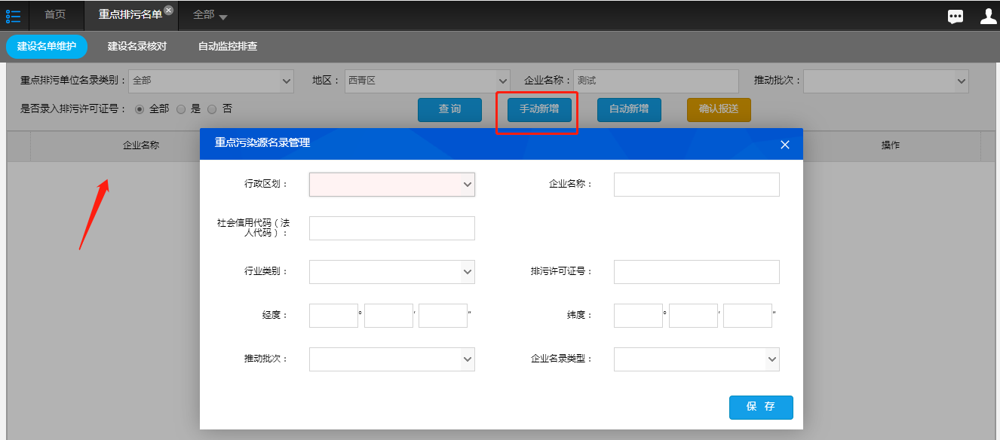 首页 重点排污名单 全部
建设名单维护 建设名录核对 自动监控排查
重点排污单位名录类别： 全部 地区： 西青区 企业名称： 测试 推动批次：
是否录入排污许可证号： 全部 是 否 查 询 手动新增 自动新增 确认报送
企业名称 操作
重点污染源名录管理
行政区划： 企业名称：
社会信用代码（法
人代码）：
行业类别： 排污许可证号：
经度： ° ′ ″ 纬度： ° ′ ″
推动批次： 企业名录类型：
保 存